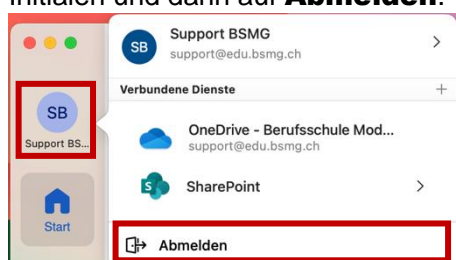 Initialen und dann auf Abmelden.
Support BSMG
SB
support@edu.bsmg.ch
Verbundene Dienste
SB
Support BS...
OneDrive - Berufsschule Mod...
support@edu.bsmg.ch
SharePoint
Start
Abmelden